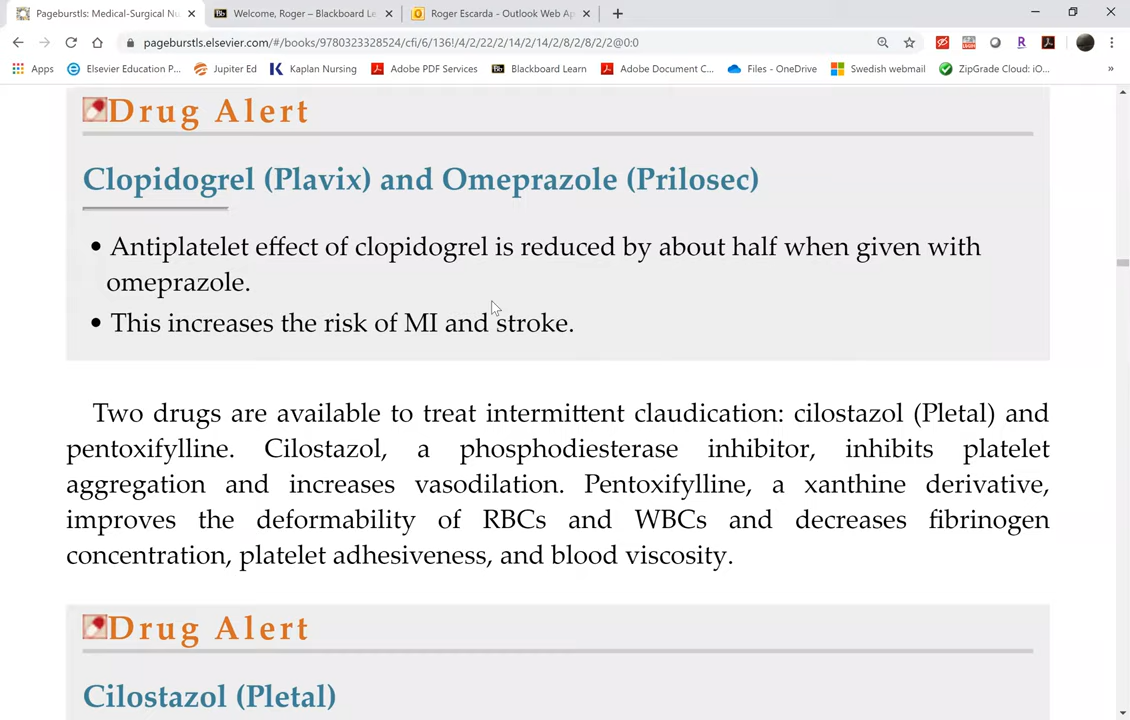 Pageburstls: Medical-Surgical Nu
Welcome, Roger – Blackboard Le
Roger Escarda - Outlook Web Ap
pageburstls.elsevier.com/#/books/9780323328524/cfi/6/136!/4/2/22/2/14/2/14/2/8/2/8/2/2@0:0
Apps Elsevier Education P... Jupiter Ed Kaplan Nursing Adobe PDF Services Blackboard Learn Adobe Document C... Files - OneDrive Swedish webmail ZipGrade Cloud: iO... »
Drug Alert
Clopidogrel (Plavix) and Omeprazole (Prilosec)
• Antiplatelet effect of clopidogrel is reduced by about half when given with
omeprazole.
• This increases the risk of MI and stroke.
Two drugs are available to treat intermittent claudication: cilostazol (Pletal) and
pentoxifylline. Cilostazol, a phosphodiesterase inhibitor, inhibits platelet
aggregation and increases vasodilation. Pentoxifylline, a xanthine derivative,
improves the deformability of RBCs and WBCs and decreases fibrinogen
concentration, platelet adhesiveness, and blood viscosity.
Drug Alert
Cilostazol (Pletal)